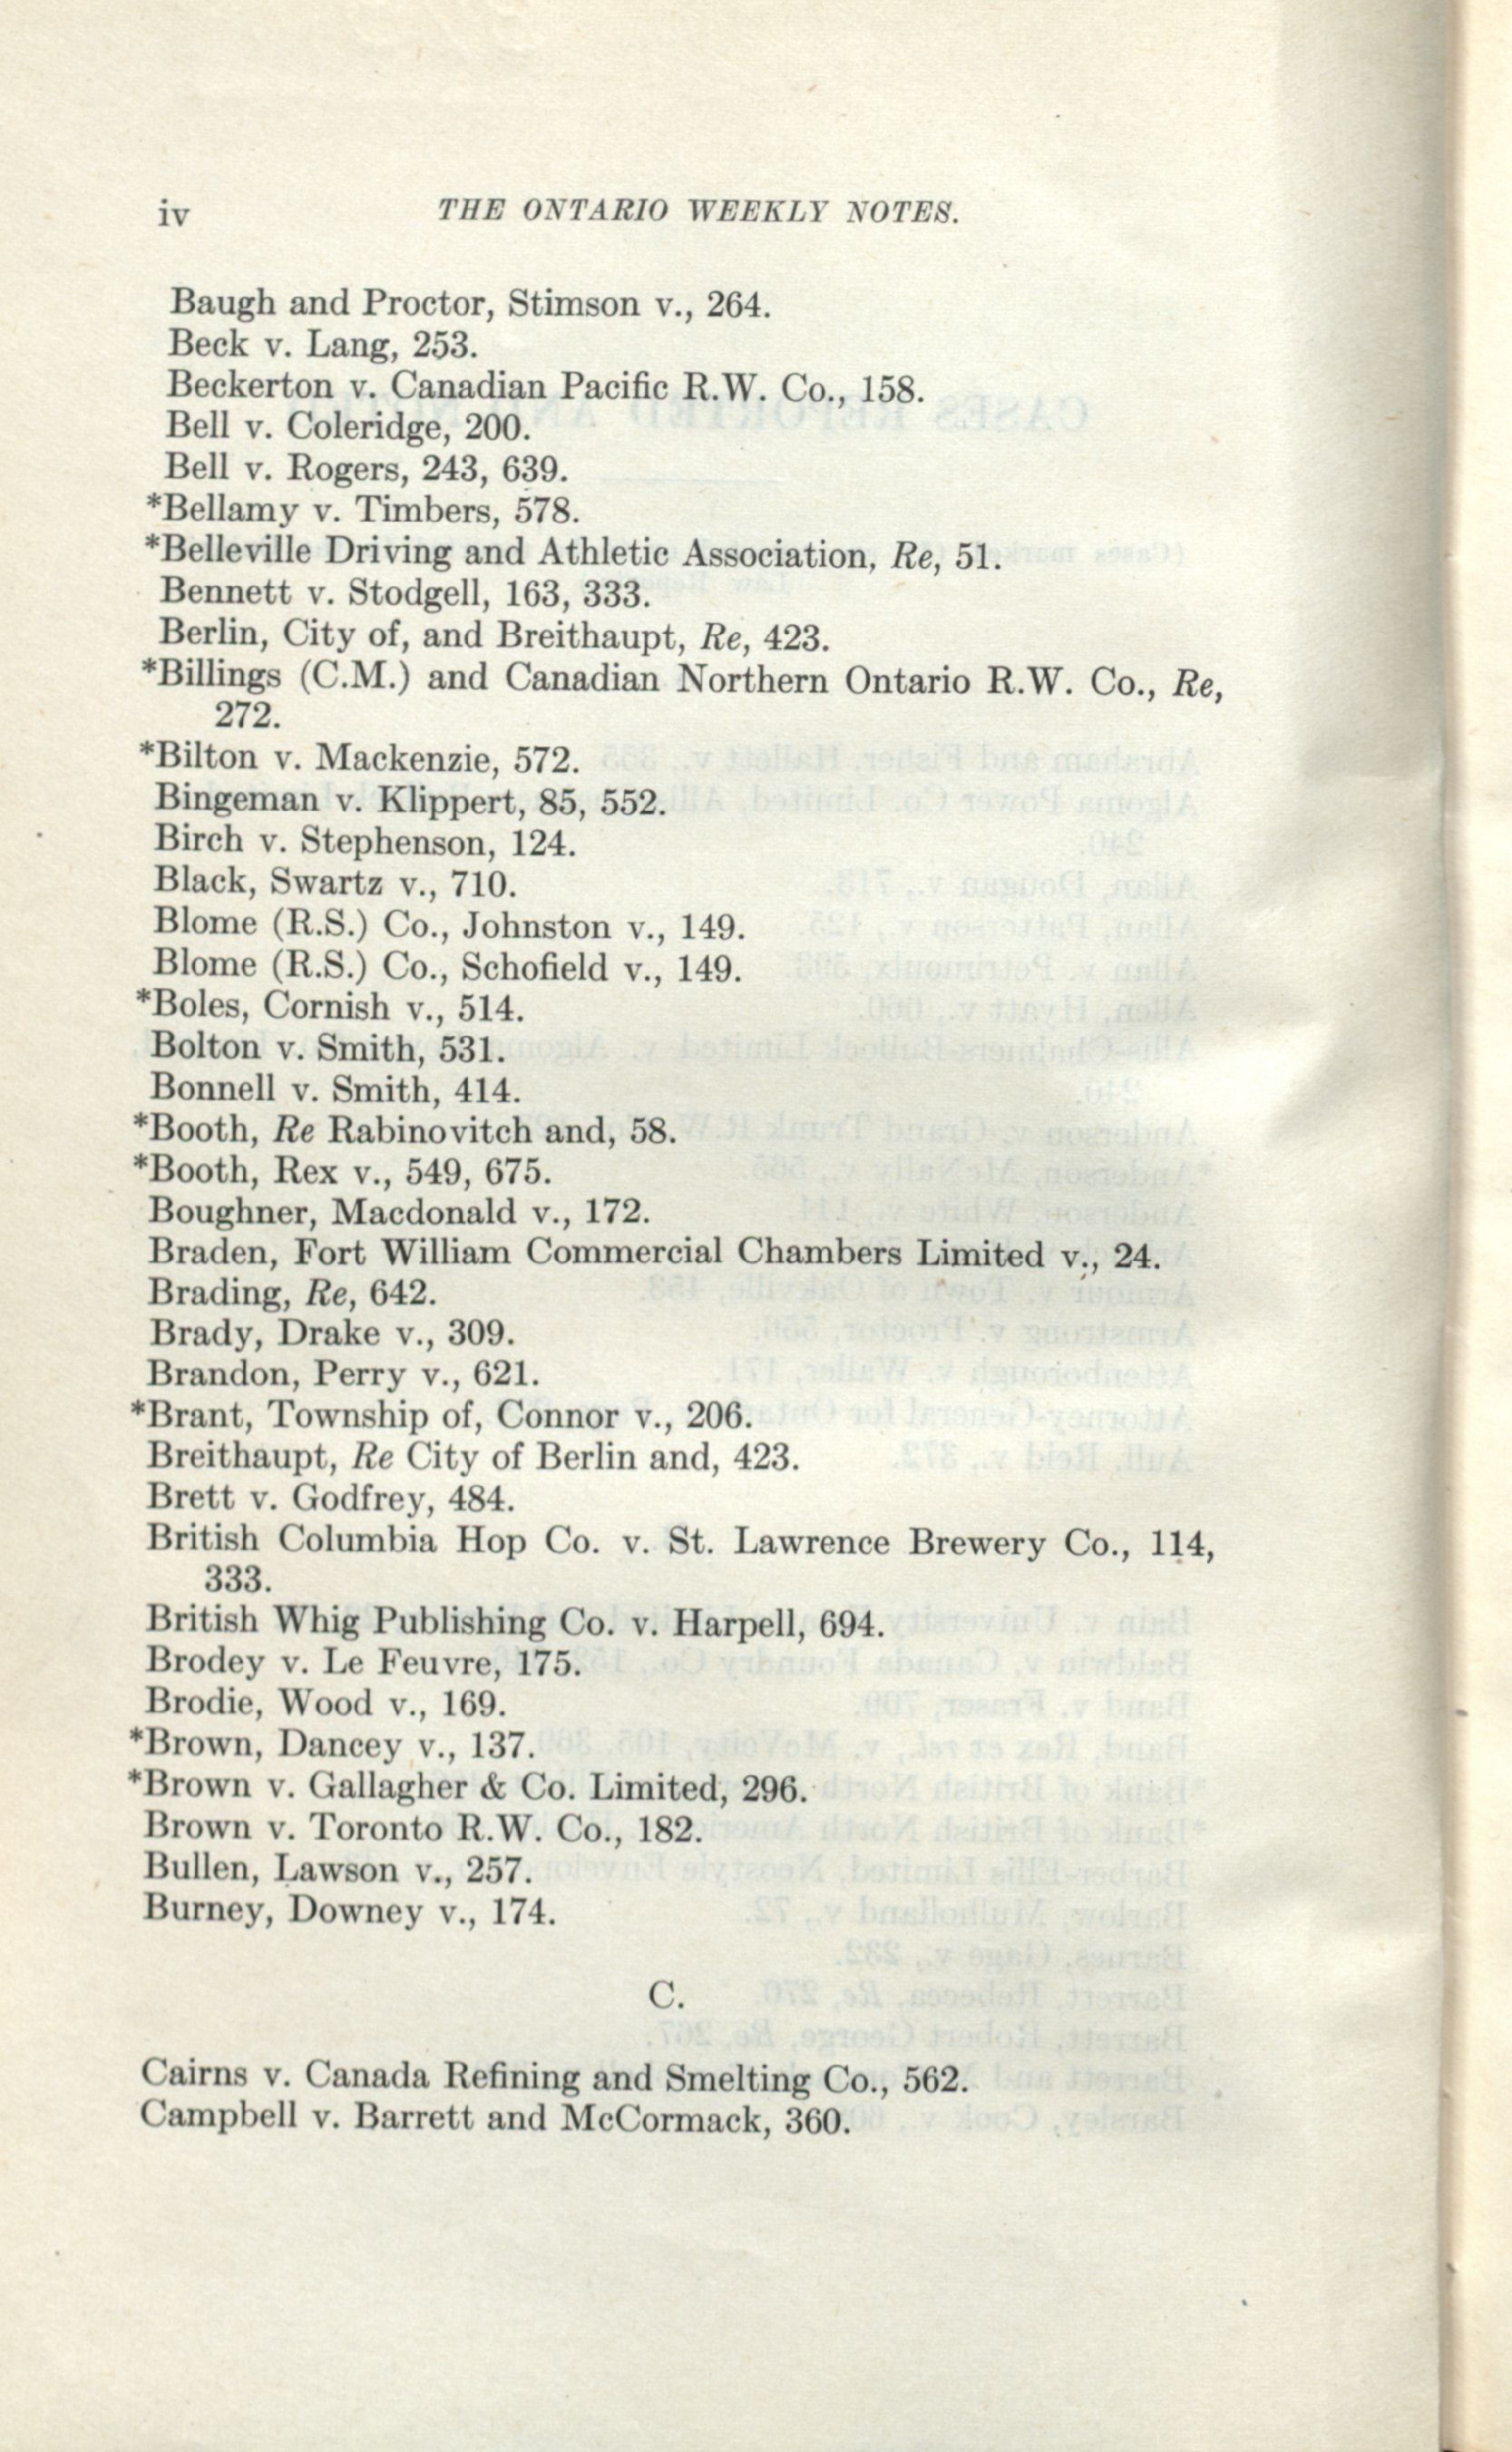 iv THE ONTARIO WEEKLY NOTES.
Baugh and Proctor, Stimson v., 264.
Beck v. Lang, 253.
Beckerton v. Canadian Pacific R.W. Co., 158.
Bell v. Coleridge, 200.
Bell v. Rogers, 243, 639.
*Bellamy v. Timbers, 578.
*Belleville Driving and Athletic Association, Re, 51.
Bennett v. Stodgell, 163, 333.
Berlin, City of, and Breithaupt, Re, 423.
*Billings (C.M.) and Canadian Northern Ontario R.W. Co., Re,
272.
*Bilton v. Mackenzie, 572.
Bingeman v. Klippert, 85, 552.
Birch v. Stephenson, 124.
Black, Swartz v., 710.
Blome (R.S.) Co., Johnston v., 149.
Blome (R.S.) Co., Schofield v., 149.
*Boles, Cornish v., 514.
Bolton v. Smith, 531.
Bonnell v. Smith, 414.
*Booth, Re Rabinovitch and, 58.
*Booth, Rex v., 549, 675.
Boughner, Macdonald v., 172.
Braden, Fort William Commercial Chambers Limited v., 24.
Brading, Re, 642.
Brady, Drake v., 309.
Brandon, Perry v., 621.
*Brant, Township of, Connor v., 206.
Breithaupt, Re City of Berlin and, 423.
Brett v. Godfrey, 484.
British Columbia Hop Co. v. St. Lawrence Brewery Co., 114,
333.
British Whig Publishing Co. v. Harpell, 694.
Brodey v. Le Feuvre, 175.
Brodie, Wood v., 169.
*Brown, Dancey v., 137.
*Brown v. Gallagher & Co. Limited, 296.
Brown v. Toronto R.W. Co., 182.
Bullen, Lawson v., 257.
Burney, Downey v., 174.
C.
Cairns v. Canada Refining and Smelting Co., 562.
Campbell v. Barrett and McCormack, 360.